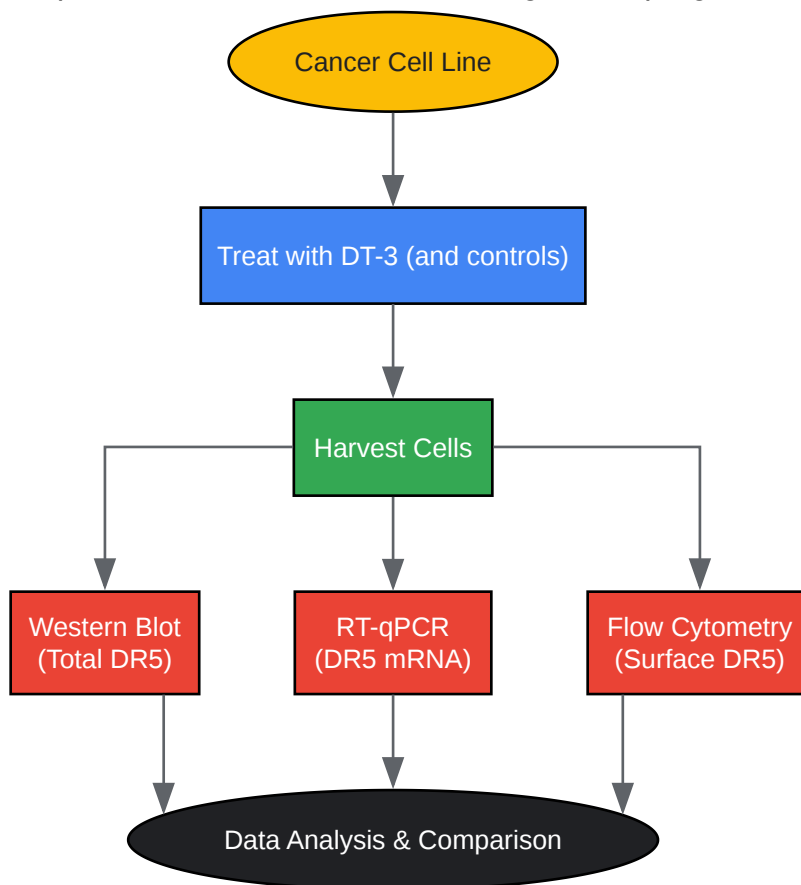 Cancer Cell Line
Treat with DT-3 (and controls)
Harvest Cells
Western Blot
(Total DR5)
RT-qPCR
(DR5 mRNA)
Flow Cytometry
(Surface DR5)
Data Analysis & Comparison